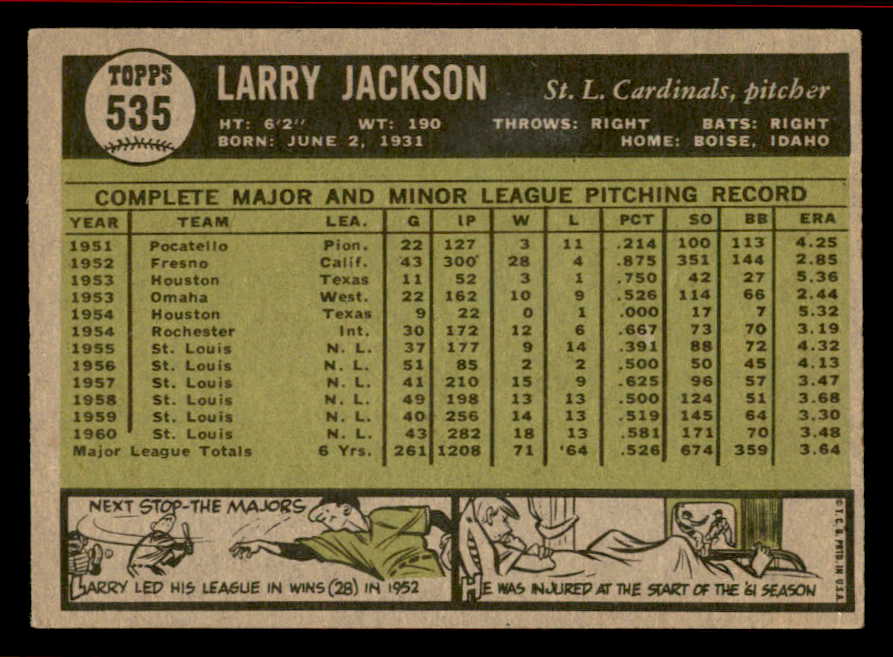 TOPPS
535
LARRY JACKSON
St. L. Cardinals, pitcher
HT: 6'2" WT: 190 THROWS: RIGHT BATS: RIGHT
BORN: JUNE 2, 1931 HOME: BOISE, IDAHO
COMPLETE MAJOR AND MINOR LEAGUE PITCHING RECORD
YEAR TEAM LEA. G IP W L PCT SO BB ERA
1951 Pocatello Pion. 22 127 3 11 .214 100 113 4.25
1952 Fresno Calif. 43 300 28 4 .875 351 144 2.85
1953 Houston Texas 11 52 3 1 .750 42 27 5.36
1953 Omaha West. 22 162 10 9 .526 114 66 2.44
1954 Houston Texas 9 22 0 1 .000 17 7 5.32
1954 Rochester Int. 30 172 12 6 .667 73 70 3.19
1955 St. Louis N. L. 37 177 9 14 .391 88 72 4.32
1956 St. Louis N. L. 51 85 2 2 .500 50 45 4.13
1957 St. Louis N. L. 41 210 15 9 .625 96 57 3.47
1958 St. Louis N. L. 49 198 13 13 .500 124 51 3.68
1959 St. Louis N. L. 40 256 14 13 .519 145 64 3.30
1960 St. Louis N. L. 43 282 18 13 .581 171 70 3.48
Major League Totals 6 Yrs. 261 1208 71 64 .526 674 359 3.64
NEXT STOP-THE MAJORS
LARRY LED HIS LEAGUE IN WINS (28) IN 1952
HE WAS INJURED AT THE START OF THE '61 SEASON
© T.C.G. PRTD IN U.S.A.